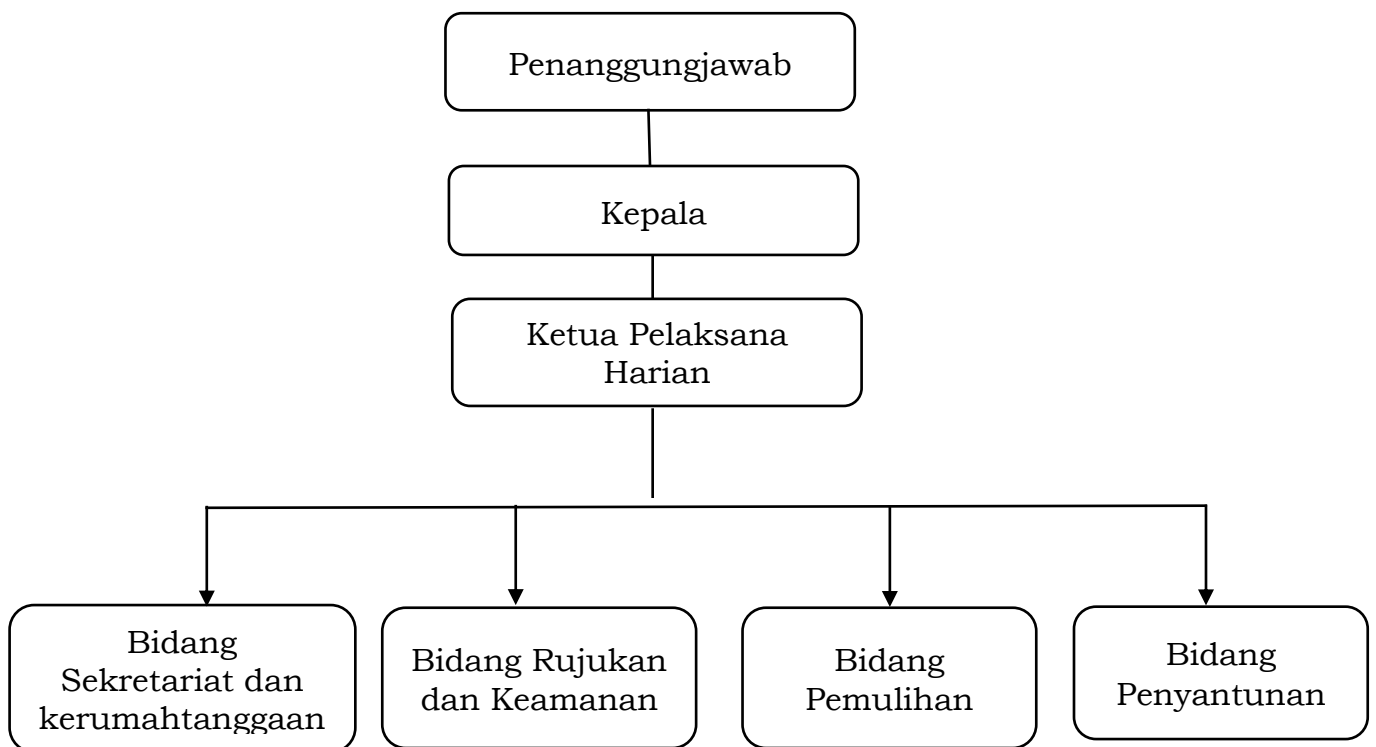 Penanggungjawab
Kepala
Ketua Pelaksana
Harian
Bidang
Sekretariat dan
kerumahtanggaan
Bidang Rujukan
dan Keamanan
Bidang
Pemulihan
Bidang
Penyantunan